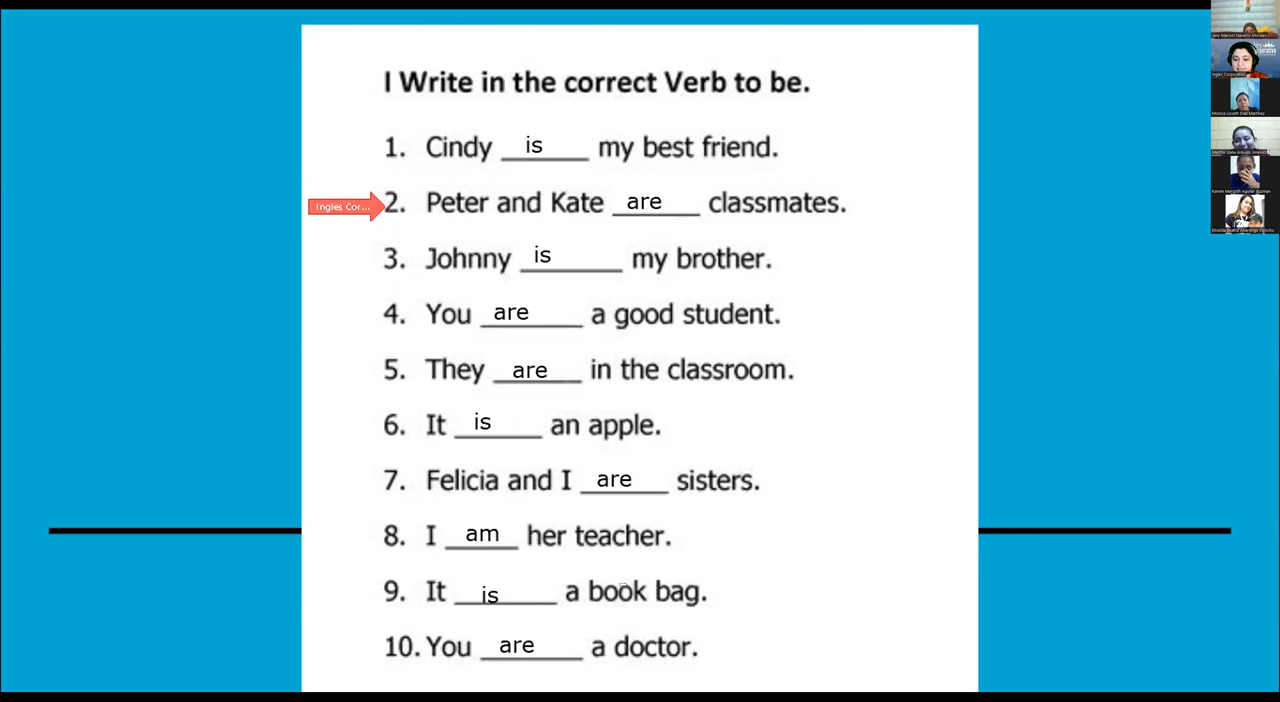 I Write in the correct Verb to be.
1. Cindy is my best friend.
Ingles Cor...
2. Peter and Kate are classmates.
3. Johnny is my brother.
4. You are a good student.
5. They are in the classroom.
6. It is an apple.
7. Felicia and I are sisters.
8. I am her teacher.
9. It is a book bag.
10. You are a doctor.
Ingles Corporativo